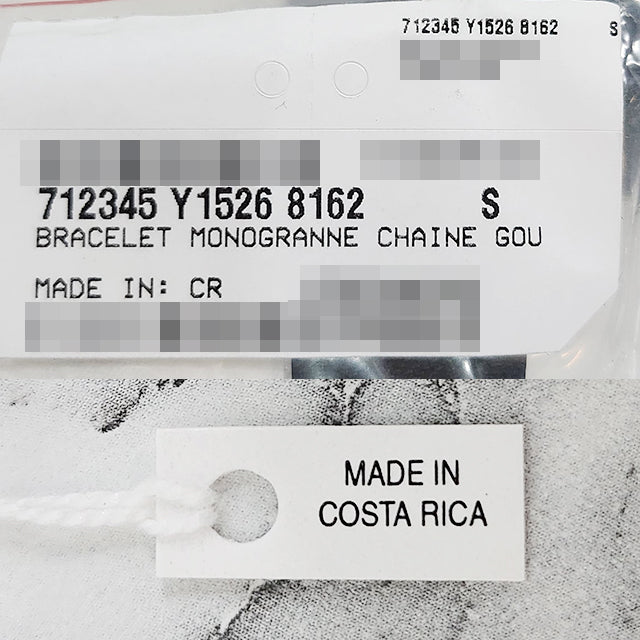 712345 Y1526 8162 S
712345 Y1526 8162 S
BRACELET MONOGRANNE CHAINE GOU
MADE IN: CR
MADE IN
COSTA RICA